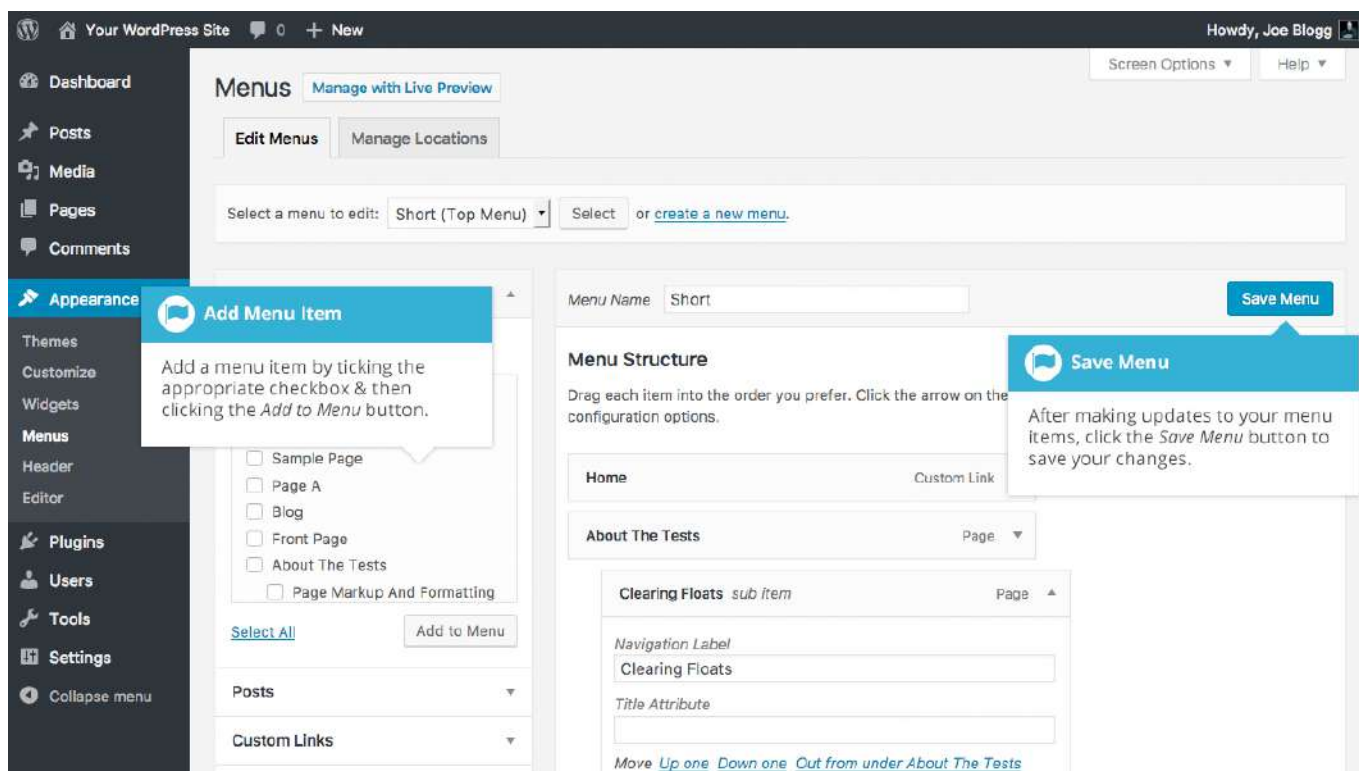 Your WordPress Site 0 + New
Howdy, Joe Blogg
Dashboard
Posts
Media
Pages
Comments
Appearance
Themes
Customize
Widgets
Menus
Header
Editor
Plugins
Users
Tools
Settings
Collapse menu
Screen Options
Help
Menus Manage with Live Preview
Edit Menus Manage Locations
Select a menu to edit: Short (Top Menu) Select or create a new menu.
Add Menu Item
Add a menu item by ticking the
appropriate checkbox & then
clicking the Add to Menu button.
Sample Page
Page A
Blog
Front Page
About The Tests
Page Markup And Formatting
Select All Add to Menu
Posts
Custom Links
Menu Name Short
Save Menu
Menu Structure
Drag each item into the order you prefer. Click the arrow on the
configuration options.
Save Menu
After making updates to your menu
items, click the Save Menu button to
save your changes.
Home Custom Link
About The Tests Page
Clearing Floats sub item Page
Navigation Label
Clearing Floats
Title Attribute
Move Up one Down one Out from under About The Tests